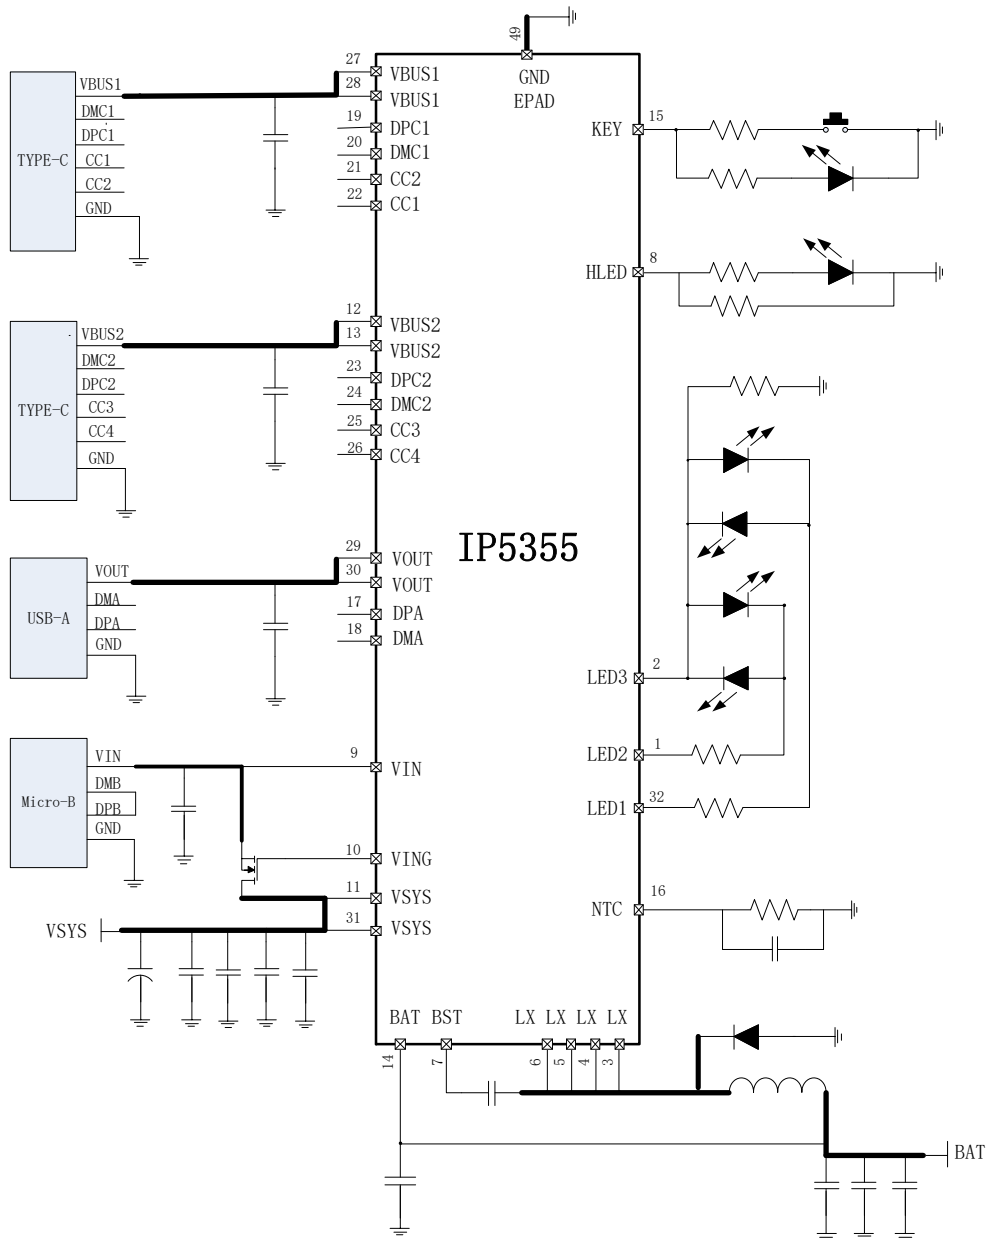 49
GND
EPAD
TYPE-C
VBUS1
DMC1
DPC1
CC1
CC2
GND
27
VBUS1
28
VBUS1
19
DPC1
20
DMC1
21
CC2
22
CC1
KEY
15
HLED
8
TYPE-C
VBUS2
DMC2
DPC2
CC3
CC4
GND
12
VBUS2
13
VBUS2
23
DPC2
24
DMC2
25
CC3
26
CC4
IP5355
USB-A
VOUT
DMA
DPA
GND
29
VOUT
30
VOUT
17
DPA
18
DMA
LED3
2
LED2
1
LED1
32
Micro-B
VIN
DMB
DPB
GND
9
VIN
10
VING
11
VSYS
31
VSYS
VSYS
NTC
16
BAT BST LX LX LX LX
14
7
6
5
4
3
BAT